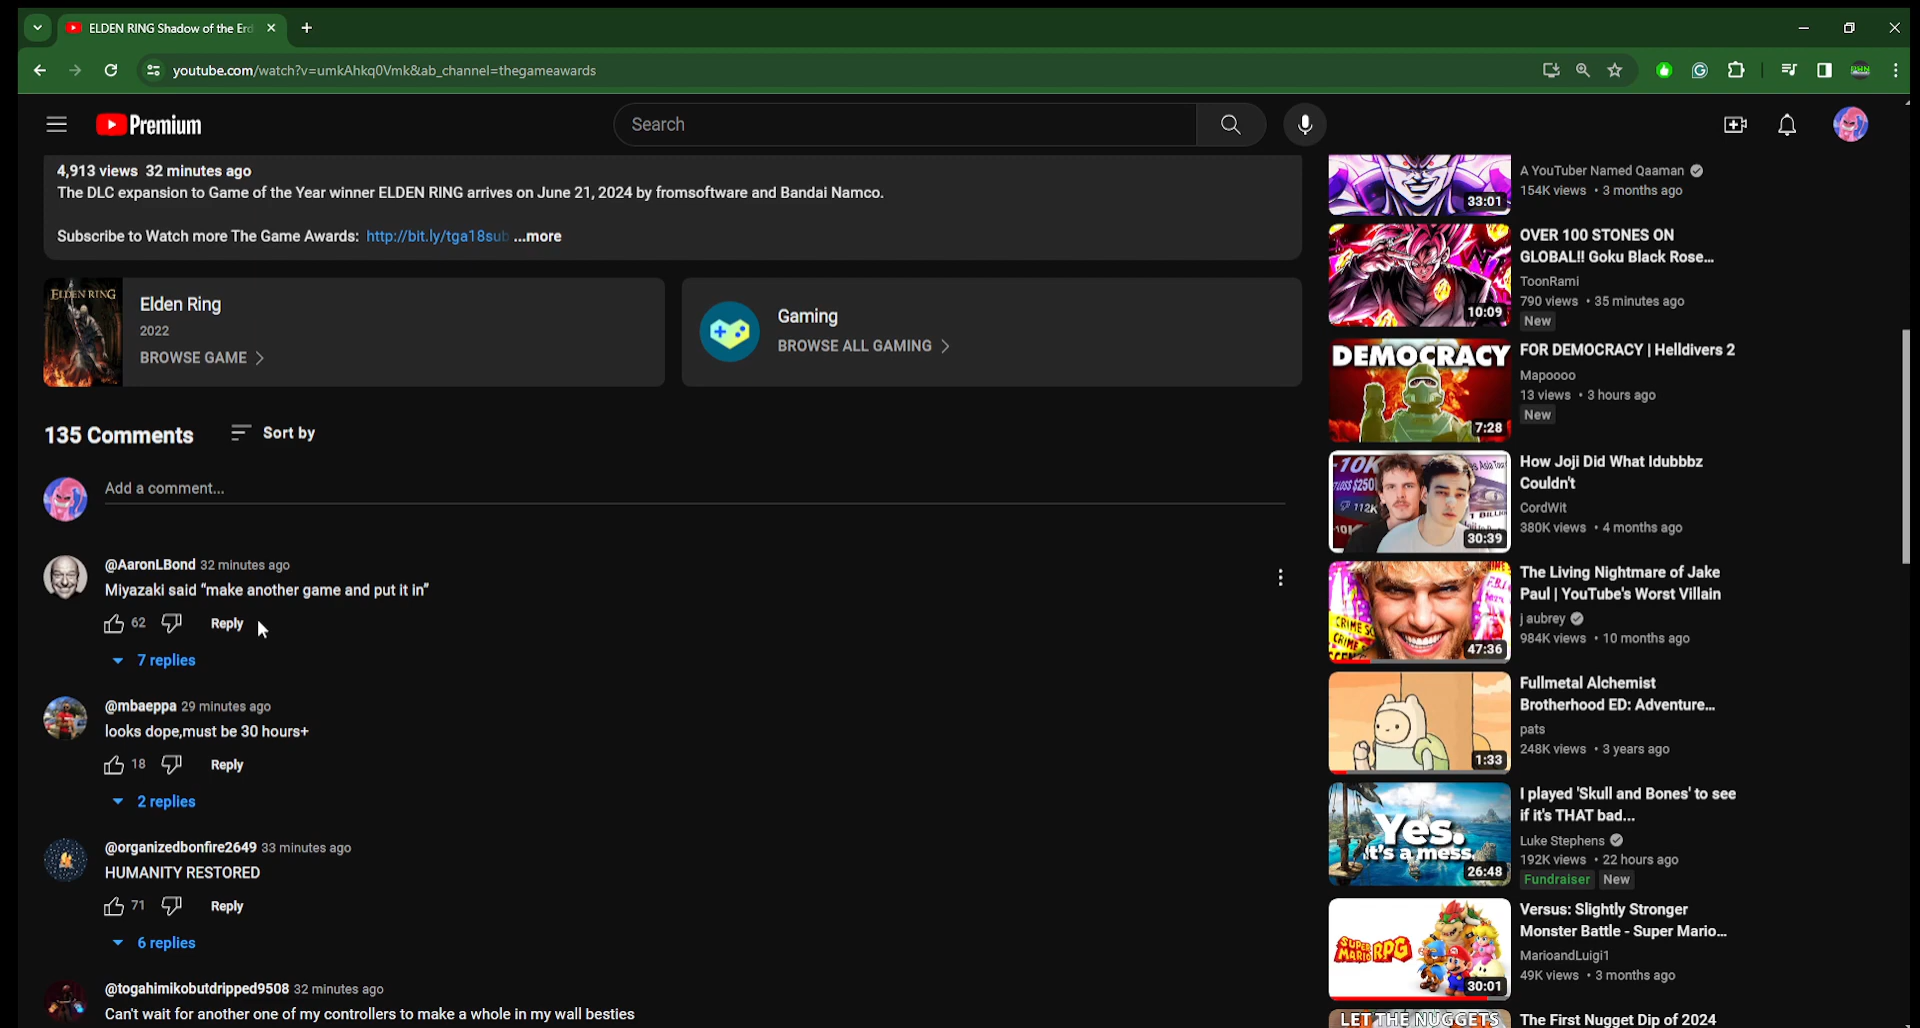 ELDEN RING Shadow of the Erd
youtube.com/watch?v=umkAhkq0Vmk&ab_channel=thegameawards
Premium
Search
4,913 views 32 minutes ago
The DLC expansion to Game of the Year winner ELDEN RING arrives on June 21, 2024 by fromsoftware and Bandai Namco.
Subscribe to Watch more The Game Awards: http://bit.ly/tga18sub ...more
ELDEN RING
Elden Ring
2022
BROWSE GAME
Gaming
BROWSE ALL GAMING
135 Comments
Sort by
Add a comment...
@AaronLBond 32 minutes ago
Miyazaki said “make another game and put it in”
62
Reply
7 replies
@mbaeppa 29 minutes ago
looks dope,must be 30 hours+
18
Reply
2 replies
@organizedbonfire2649 33 minutes ago
HUMANITY RESTORED
71
Reply
6 replies
@togahimikobutdripped9508 32 minutes ago
Can't wait for another one of my controllers to make a whole in my wall besties
33:01
A YouTuber Named Qaaman
154K views • 3 months ago
10:09
OVER 100 STONES ON
GLOBAL!! Goku Black Rose...
ToonRami
790 views • 35 minutes ago
New
DEMOCRACY
7:28
FOR DEMOCRACY | Helldivers 2
Mapoooo
13 views • 3 hours ago
New
-10K
$250
112K
30:39
How Joji Did What Idubbbz
Couldn't
CordWit
380K views • 4 months ago
CRIME
47:36
The Living Nightmare of Jake
Paul | YouTube's Worst Villain
j aubrey
984K views • 10 months ago
1:33
Fullmetal Alchemist
Brotherhood ED: Adventure...
pats
248K views • 3 years ago
Yes.
It's a mess.
26:48
I played 'Skull and Bones' to see
if it's THAT bad...
Luke Stephens
192K views • 22 hours ago
Fundraiser New
SUPER
MARIO RPG
30:01
Versus: Slightly Stronger
Monster Battle - Super Mario...
MarioandLuigi1
49K views • 3 months ago
LET THE NUGGETS
The First Nugget Dip of 2024